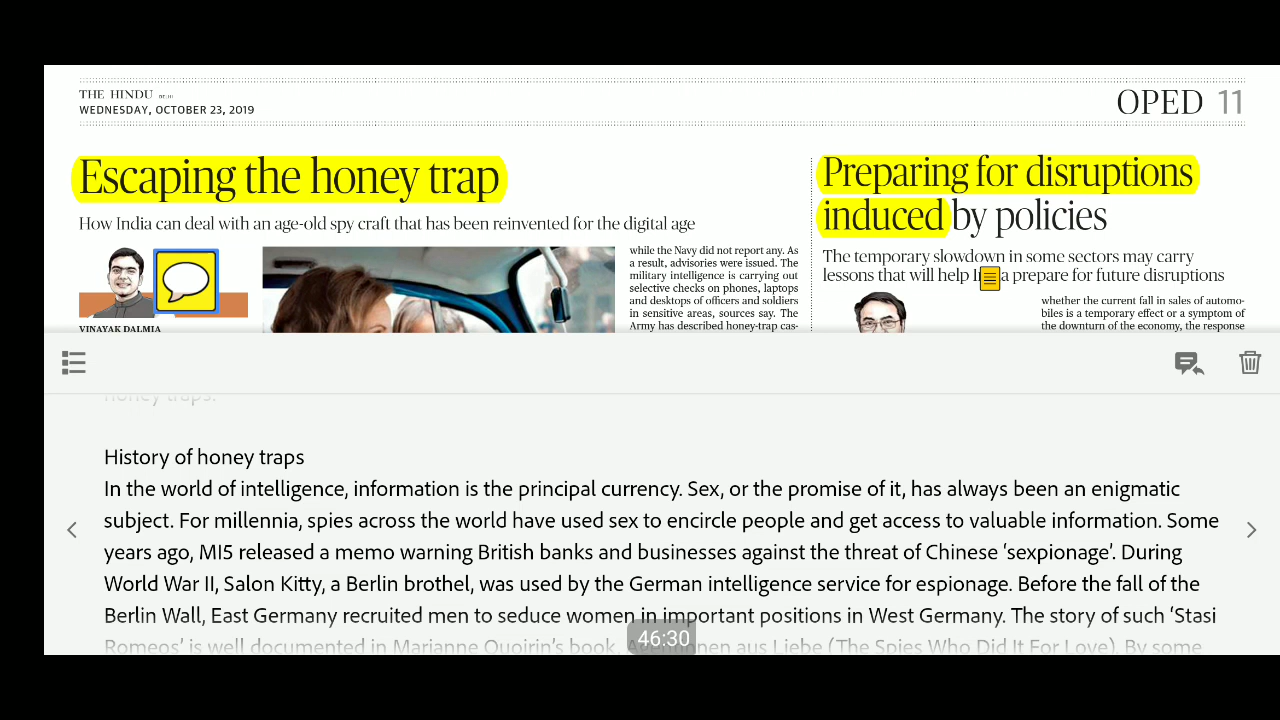 THE HINDU
WEDNESDAY, OCTOBER 23, 2019
OPED 11
Escaping the honey trap
How India can deal with an age-old spy craft that has been reinvented for the digital age
VINAYAK DALMIA
while the Navy did not report any. As
a result, advisories were issued. The
military intelligence is carrying out
selective checks on phones, laptops
and desktops of officers and soldiers
in sensitive areas, sources say. The
Army has described honey-trap cas-
Preparing for disruptions
induced by policies
The temporary slowdown in some sectors may carry
lessons that will help a prepare for future disruptions
whether the current fall in sales of automo-
biles is a temporary effect or a symptom of
the downturn of the economy, the response
honey traps.
History of honey traps
In the world of intelligence, information is the principal currency. Sex, or the promise of it, has always been an enigmatic
subject. For millennia, spies across the world have used sex to encircle people and get access to valuable information. Some
years ago, MI5 released a memo warning British banks and businesses against the threat of Chinese ‘sexpionage’. During
World War II, Salon Kitty, a Berlin brothel, was used by the German intelligence service for espionage. Before the fall of the
Berlin Wall, East Germany recruited men to seduce women in important positions in West Germany. The story of such ‘Stasi
Romeos’ is well documented in Marianne Quoirin’s book, aus Liebe (The Spies Who Did It For Love). By some
46:30